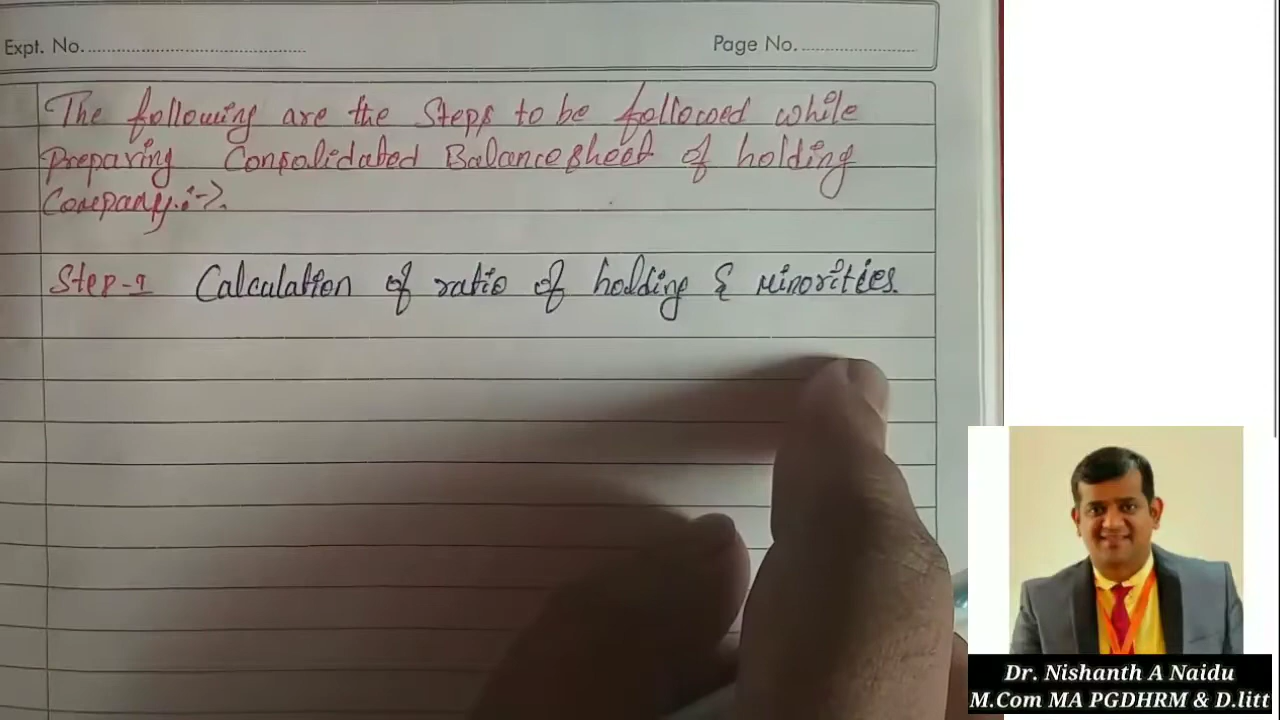 Expt. No.
Page No.
The following are the Steps to be followed while
Preparing Consolidated Balancesheet of holding
Company:->.
Step-1 Calculation of ratio of holding & Minorities.
Dr. Nishanth A Naidu
M.Com MA PGDHRM & D.litt